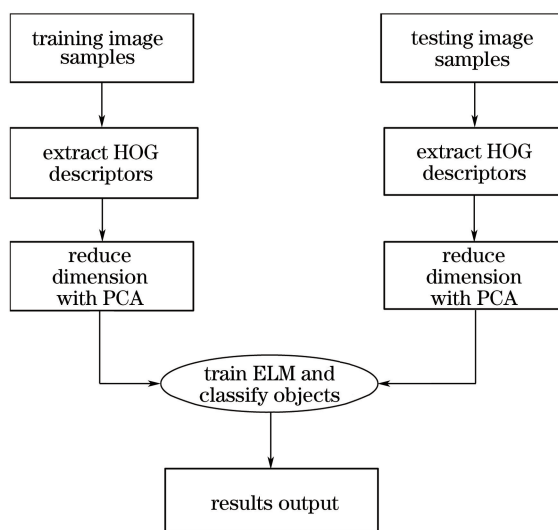 training image
samples
extract HOG
descriptors
reduce
dimension
with PCA
testing image
samples
extract HOG
descriptors
reduce
dimension
with PCA
train ELM and
classify objects
results output